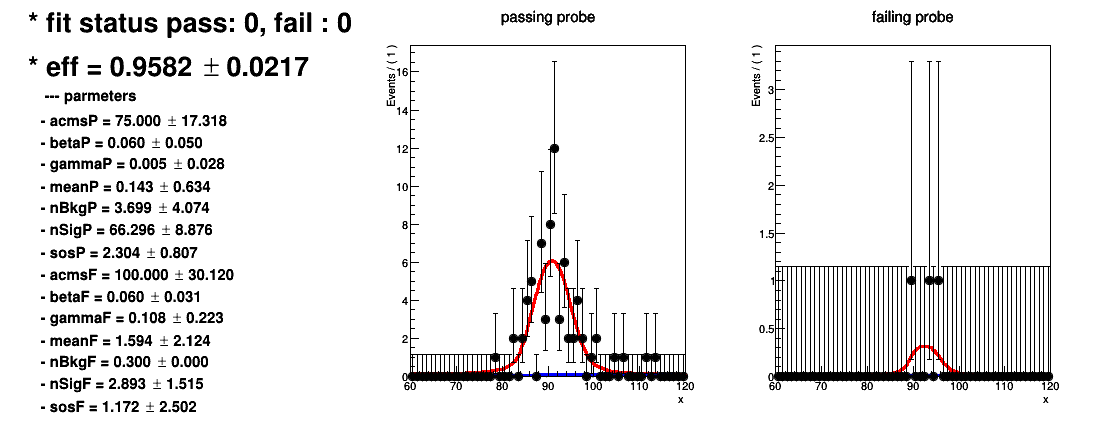 * fit status pass: 0, fail : 0
* eff = 0.9582 ± 0.0217
--- parmeters
- acmsP = 75.000 ± 17.318
- betaP = 0.060 ± 0.050
- gammaP = 0.005 ± 0.028
- meanP = 0.143 ± 0.634
- nBkgP = 3.699 ± 4.074
- nSigP = 66.296 ± 8.876
- sosP = 2.304 ± 0.807
- acmsF = 100.000 ± 30.120
- betaF = 0.060 ± 0.031
- gammaF = 0.108 ± 0.223
- meanF = 1.594 ± 2.124
- nBkgF = 0.300 ± 0.000
- nSigF = 2.893 ± 1.515
- sosF = 1.172 ± 2.502
passing probe
Events / ( 1 )
16
14
12
10
8
6
4
2
0
60 70 80 90 100 110 120
x
failing probe
Events / ( 1 )
3
2.5
2
1.5
1
0.5
0
60 70 80 90 100 110 120
x